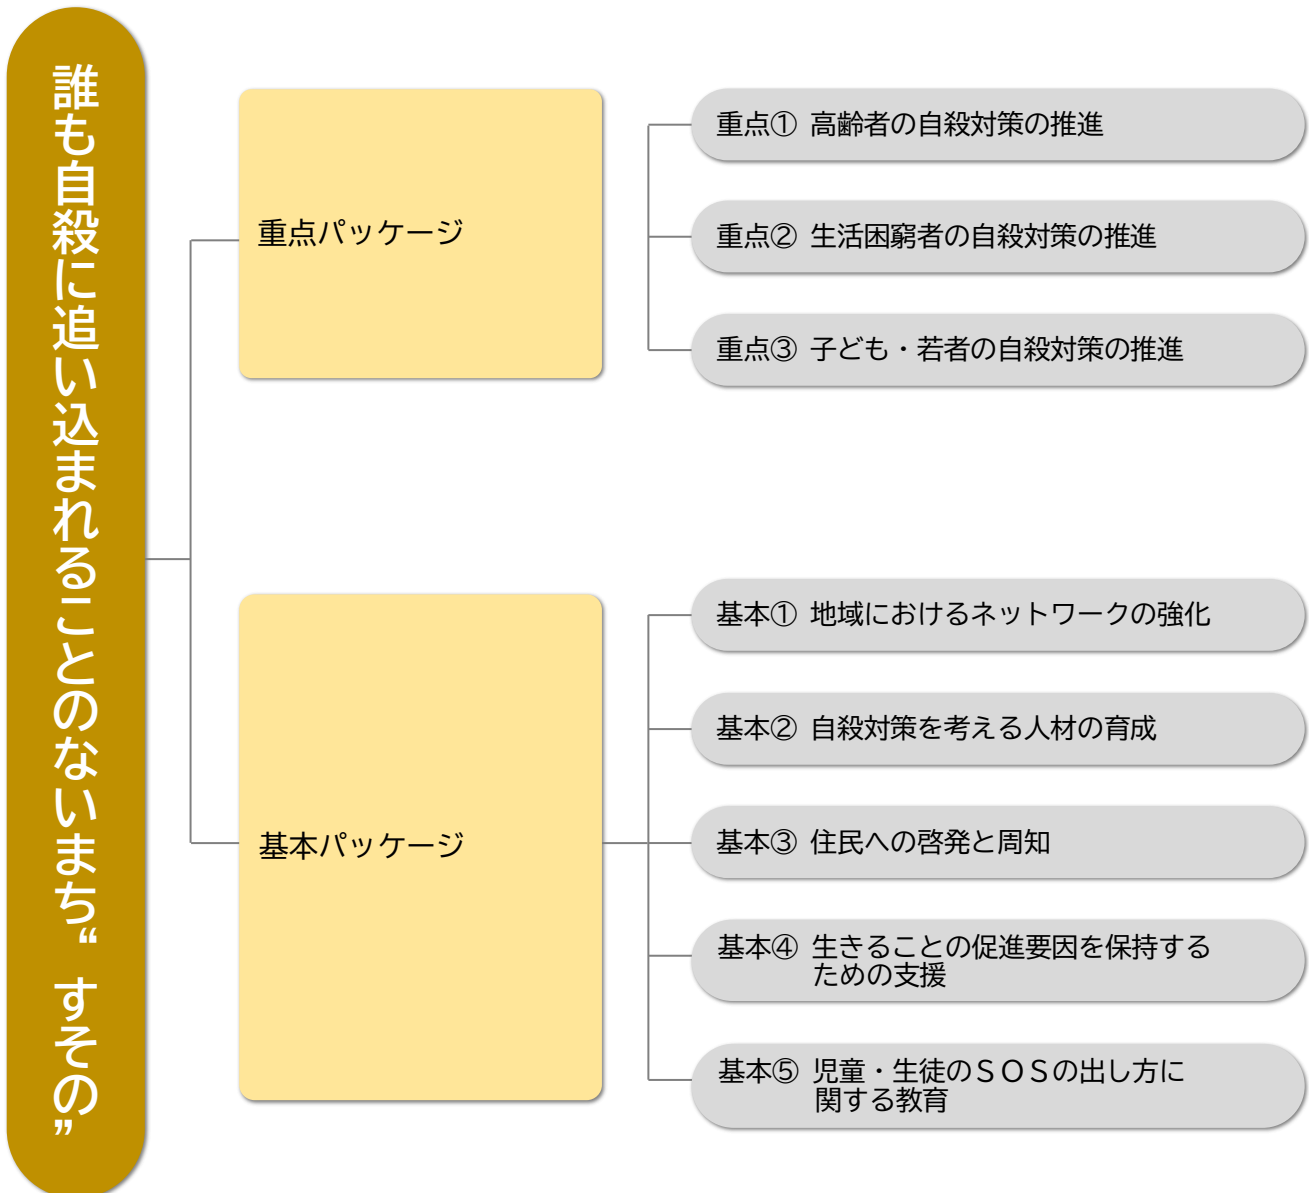 誰も自殺に追い込まれることのないまち“すその”
重点パッケージ
重点① 高齢者の自殺対策の推進
重点② 生活困窮者の自殺対策の推進
重点③ 子ども・若者の自殺対策の推進
基本パッケージ
基本① 地域におけるネットワークの強化
基本② 自殺対策を考える人材の育成
基本③ 住民への啓発と周知
基本④ 生きることの促進要因を保持する
ための支援
基本⑤ 児童・生徒のＳＯＳの出し方に
関する教育